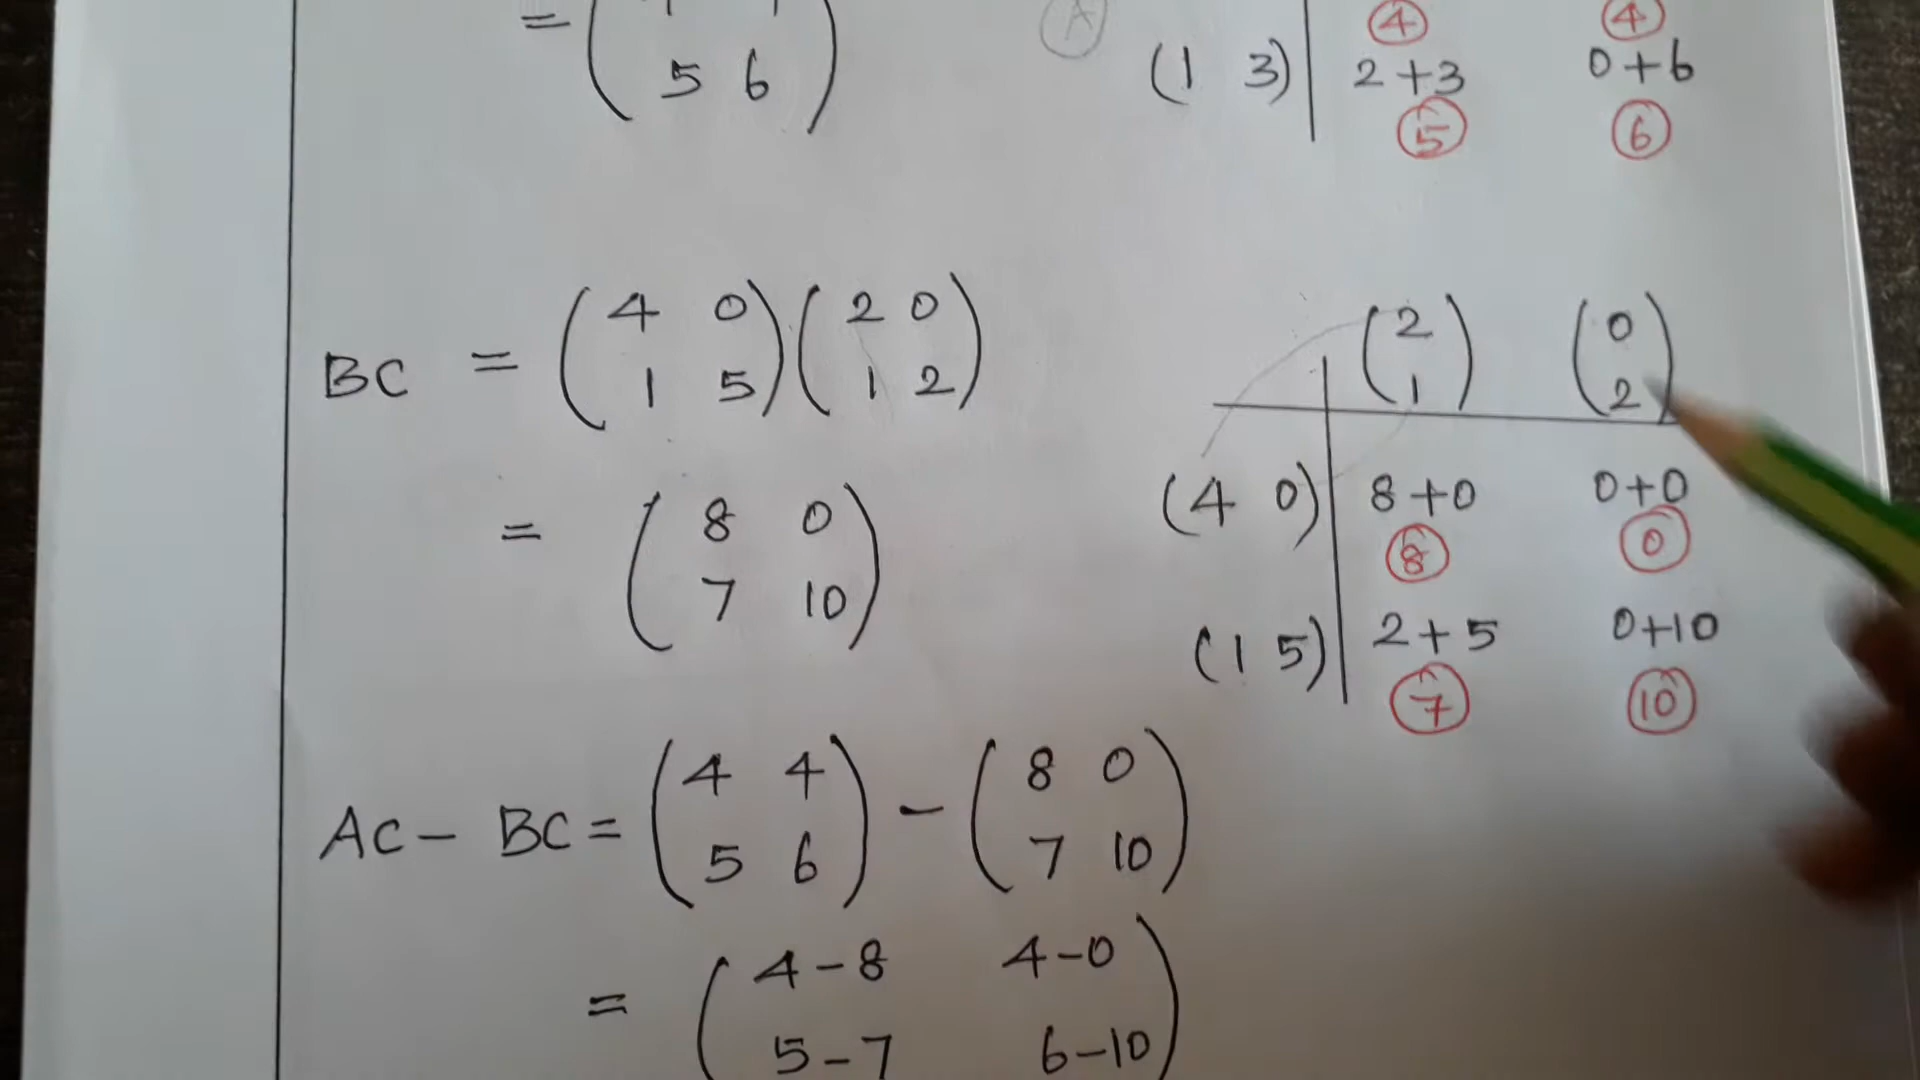 = ( 5 6 )
④ ④
(1 3) 2+3 0+6
⑤ ⑥
BC = ( 4 0 ) ( 2 0 )
( 1 5 ) ( 1 2 )
= ( 8 0 )
( 7 10 )
( 2 ) ( 0 )
( 1 ) ( 2 )
(4 0) 8+0 0+0
⑧ ⓪
(1 5) 2+5 0+10
⑦ ⑩
AC - BC = ( 4 4 ) - ( 8 0 )
( 5 6 ) ( 7 10 )
= ( 4-8 4-0 )
( 5-7 6-10 )